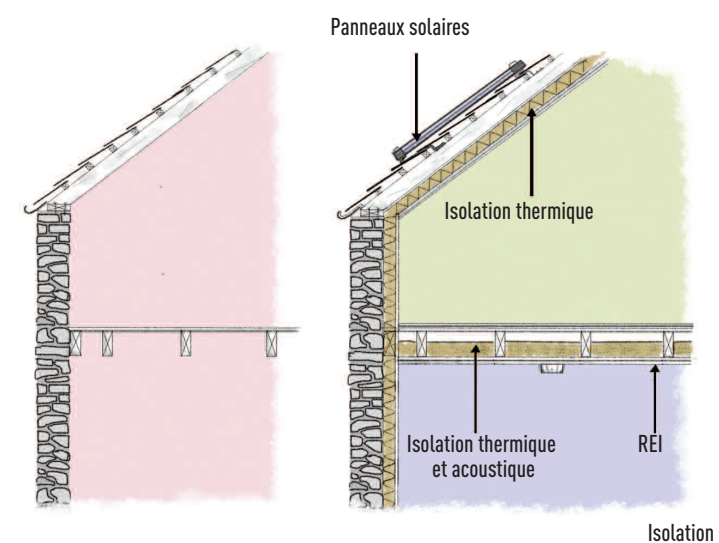 Panneaux solaires
Isolation thermique
Isolation thermique
et acoustique
REI
Isolation